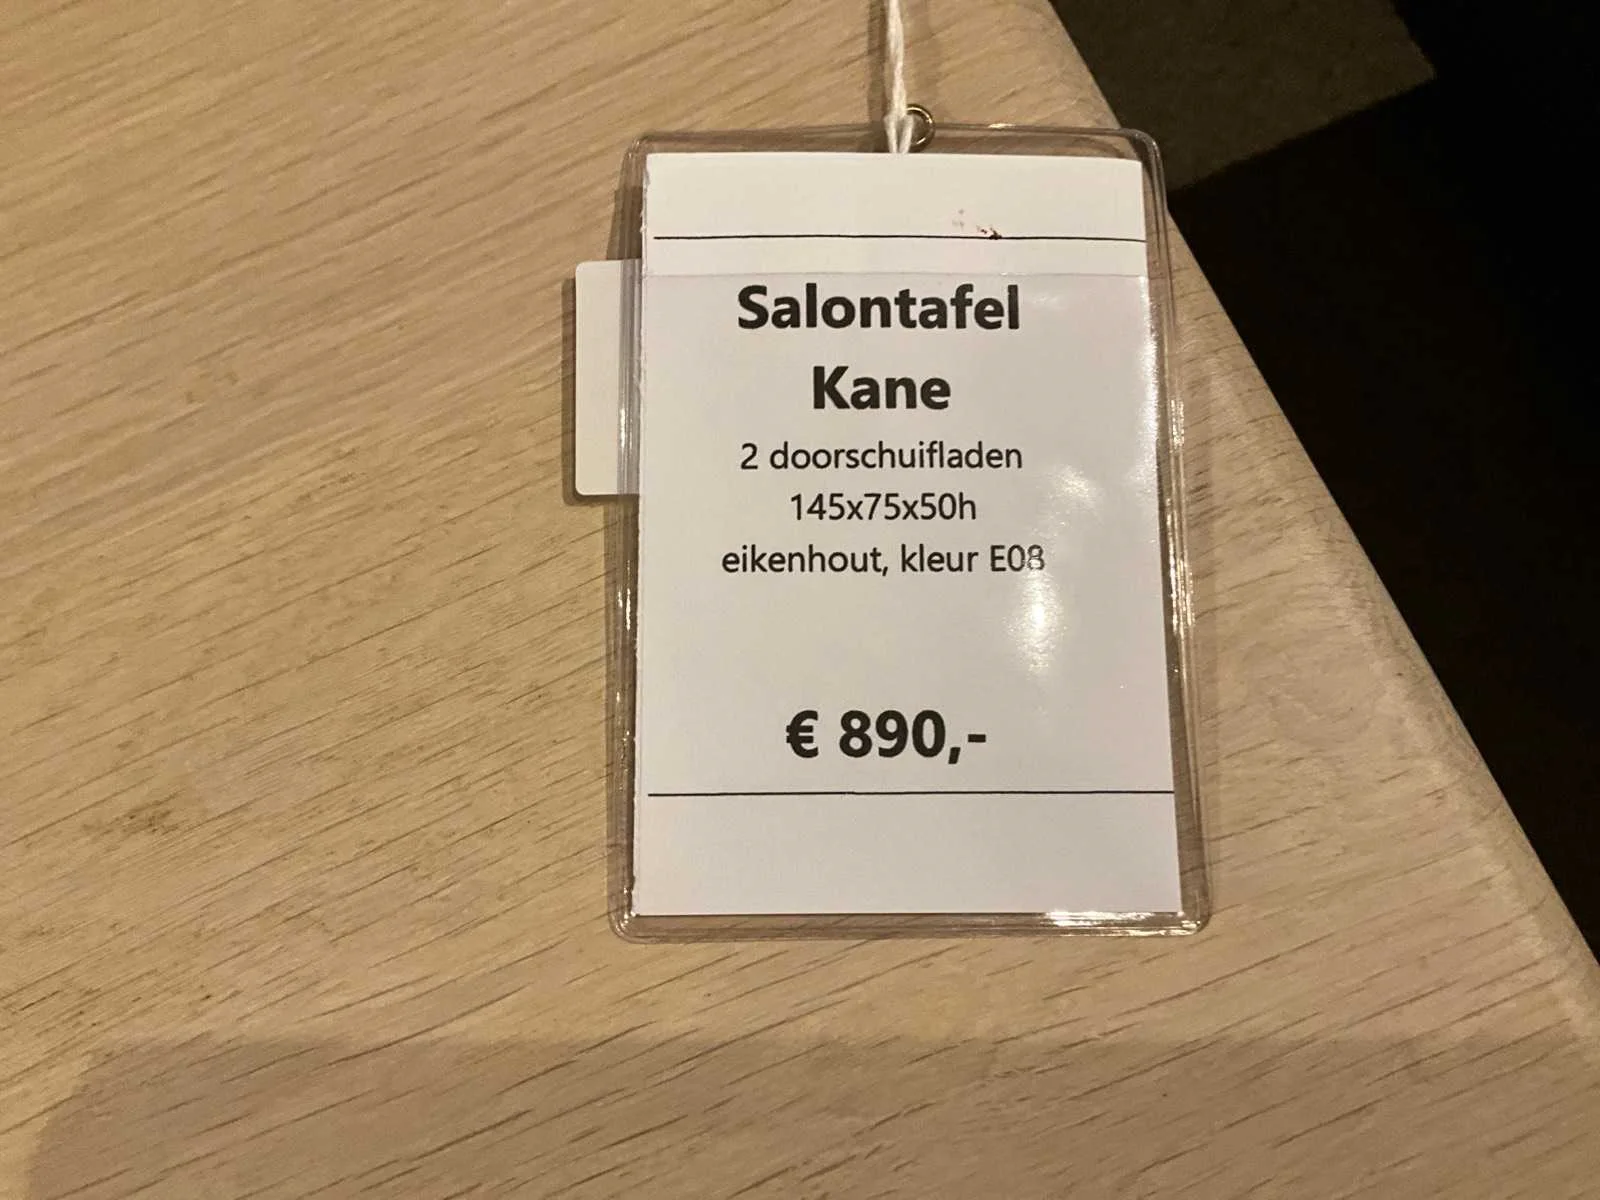 Salontafel
Kane
2 doorschuifladen
145x75x50h
eikenhout, kleur E08
€ 890,-